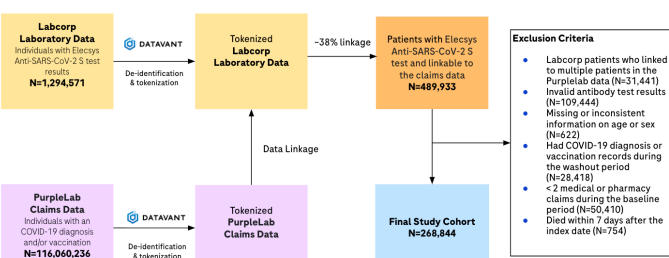 Labcorp
Laboratory Data
Individuals with Elecsys
Anti-SARS-CoV-2 S test
results
N=1,294,571
DATAVANT
De-identification
& tokenization
Tokenized
Labcorp
Laboratory Data
~38% linkage
Patients with Elecsys
Anti-SARS-CoV-2 S
test and linkable to
the claims data
N=489,933
Exclusion Criteria
• Labcorp patients who linked
to multiple patients in the
Purplelab data (N=31,441)
• Invalid antibody test results
(N=109,444)
• Missing or inconsistent
information on age or sex
(N=622)
• Had COVID-19 diagnosis or
vaccination records during
the washout period
(N=28,418)
• < 2 medical or pharmacy
claims during the baseline
period (N=50,410)
• Died within 7 days after the
index date (N=754)
Data Linkage
PurpleLab
Claims Data
Individuals with an
COVID-19 diagnosis
and/or vaccination
N=116,060,236
DATAVANT
De-identification
& tokenization
Tokenized
PurpleLab
Claims Data
Final Study Cohort
N=268,844